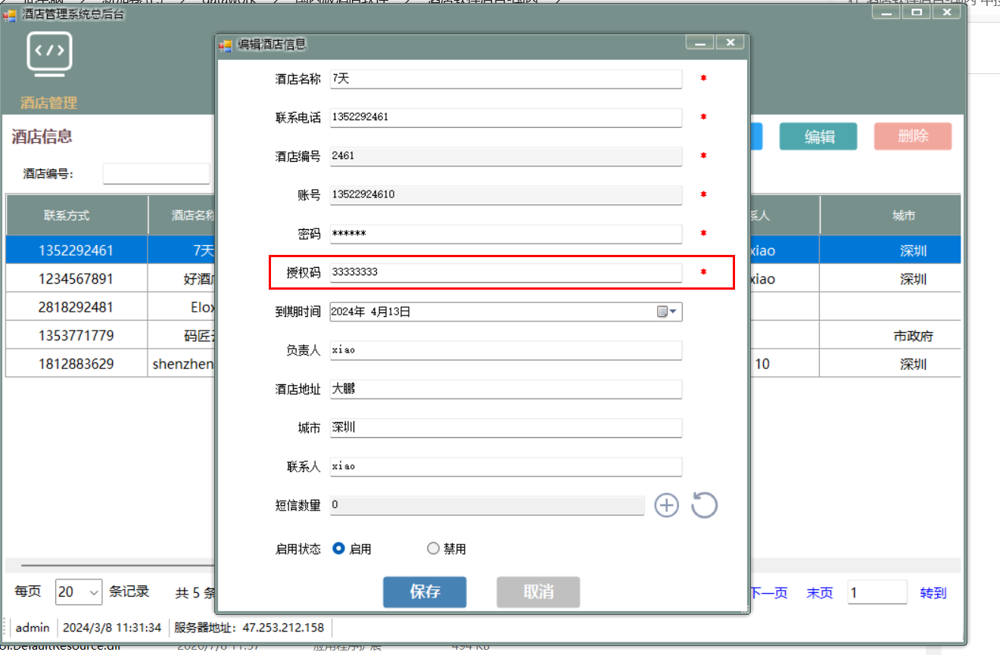 酒店管理系统总后台
酒店管理
酒店信息
编辑 删除
酒店编号：
联系方式 酒店名称 系人 城市
1352292461 7天 xiao 深圳
1234567891 好酒店 xiao 深圳
2818292481 Elox
1353771779 码匠 市政府
1812883629 shenzhen 10 深圳
每页 20 条记录 共 5 条 下一页 末页 1 转到
admin 2024/3/8 11:31:34 服务器地址：47.253.212.158
编辑酒店信息
酒店名称 7天 *
联系电话 1352292461 *
酒店编号 2461 *
账号 13522924610 *
密码 ****** *
授权码 33333333 *
到期时间 2024年 4月13日
负责人 xiao
酒店地址 大鹏
城市 深圳
联系人 xiao
短信数量 0
启用状态 启用 禁用
保存 取消